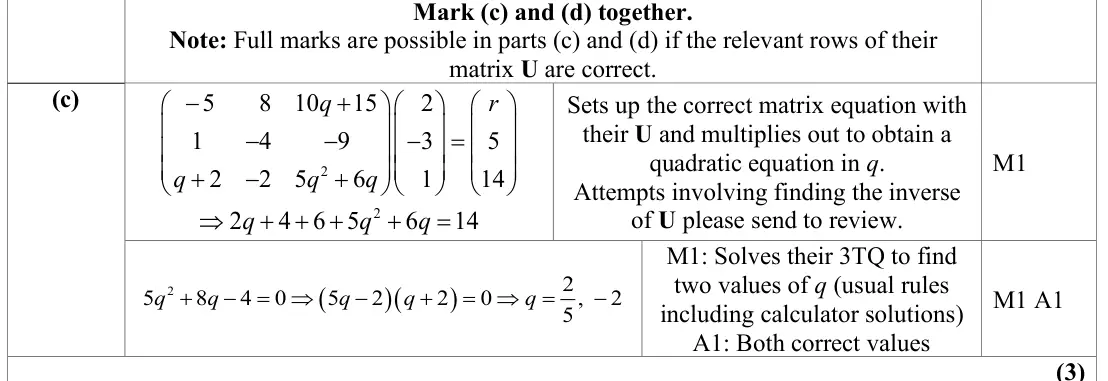 Mark (c) and (d) together.
Note: Full marks are possible in parts (c) and (d) if the relevant rows of their
matrix U are correct.
(c)
( −5 8 10q + 15 ) ( 2 ) ( r )
( 1 −4 −9 ) ( −3 ) = ( 5 )
( q + 2 −2 5q² + 6q ) ( 1 ) ( 14 )
⇒ 2q + 4 + 6 + 5q² + 6q = 14
Sets up the correct matrix equation with
their U and multiplies out to obtain a
quadratic equation in q.
Attempts involving finding the inverse
of U please send to review.
M1
5q² + 8q − 4 = 0 ⇒ (5q − 2)(q + 2) = 0 ⇒ q = 2/5, −2
M1: Solves their 3TQ to find
two values of q (usual rules
including calculator solutions)
A1: Both correct values
M1 A1
(3)